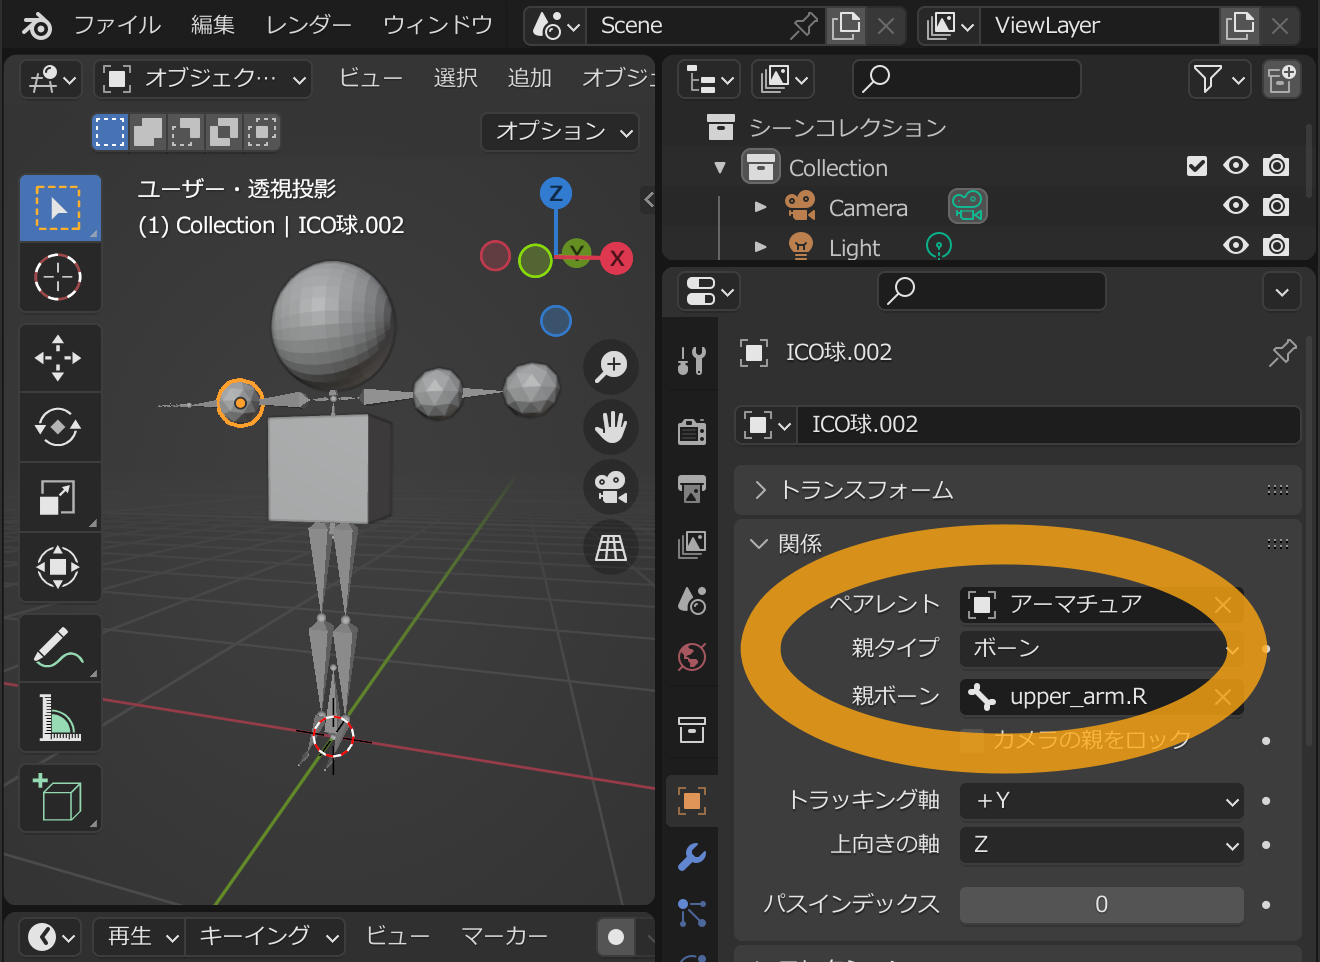 ファイル 編集 レンダー ウィンドウ Scene ViewLayer
オブジェク… ビュー 選択 追加 オブジェ
オプション
ユーザー・透視投影
(1) Collection | ICO球.002
Z
Y
X
再生 キーイング ビュー マーカー
シーンコレクション
Collection
Camera
Light
ICO球.002
ICO球.002
トランスフォーム
関係
ペアレント アーマチュア
親タイプ ボーン
親ボーン upper_arm.R
カメラの親をロック
トラッキング軸 +Y
上向きの軸 Z
パスインデックス 0